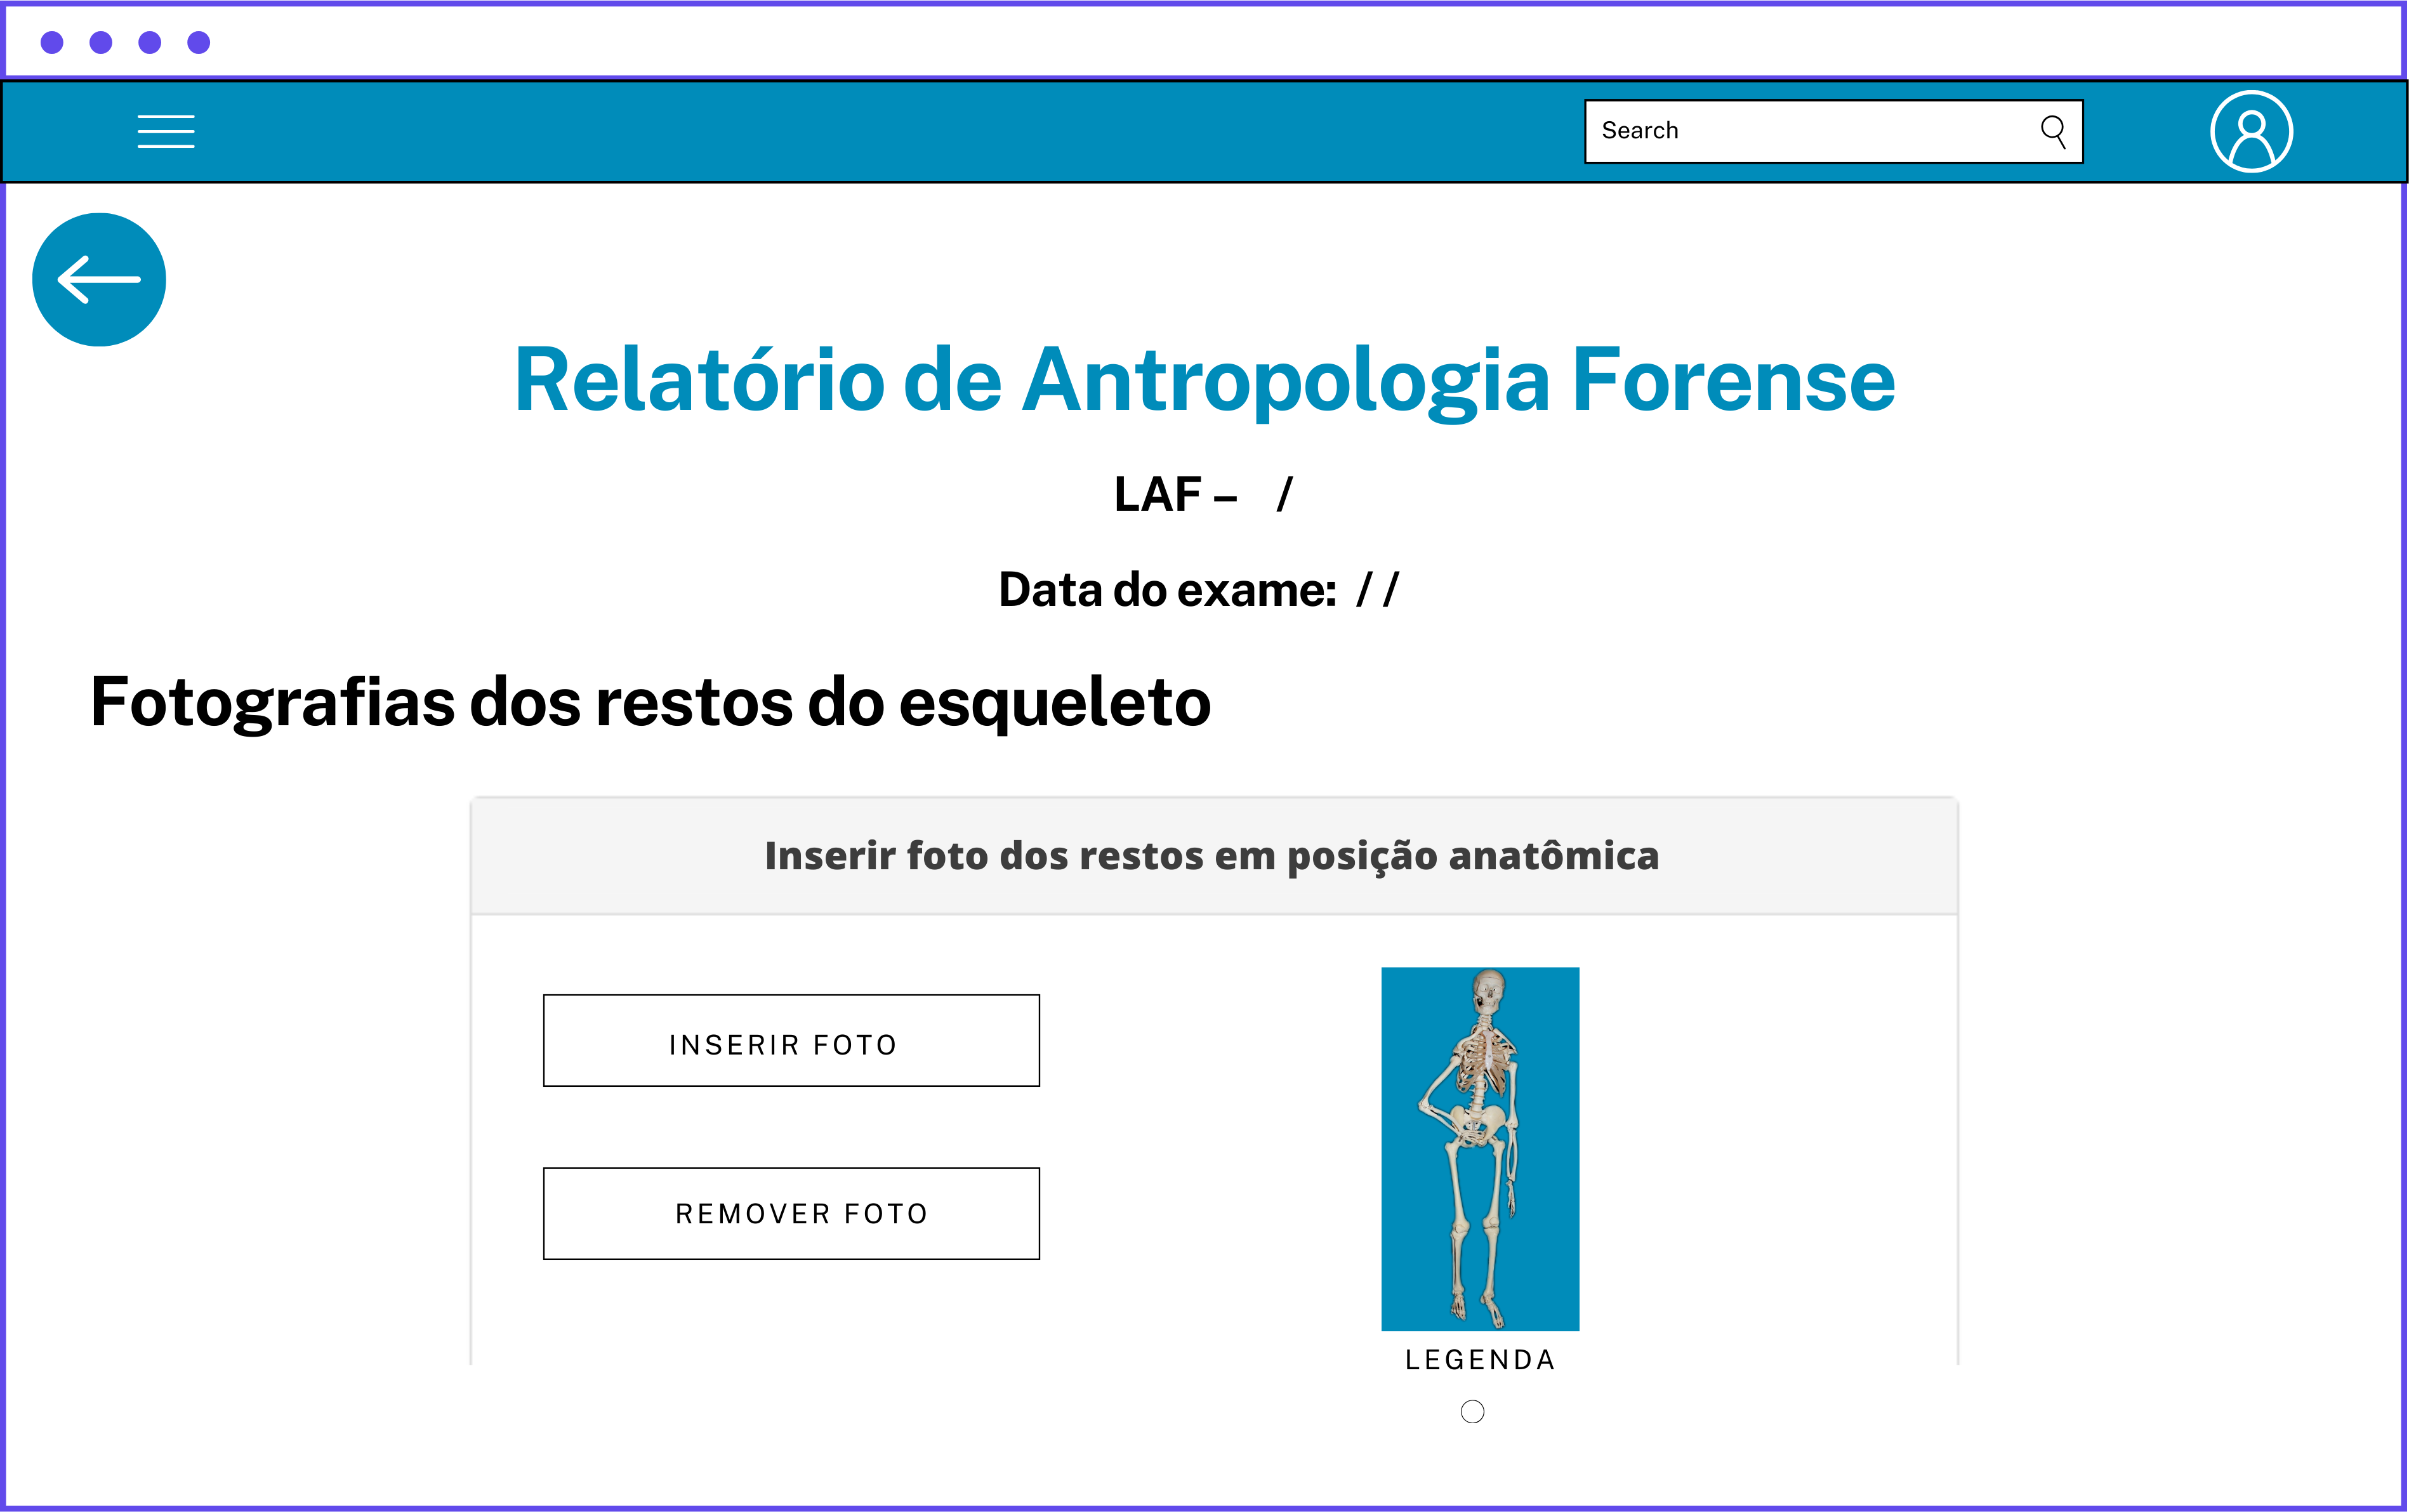 Search
Relatório de Antropologia Forense
LAF – /
Data do exame: / /
Fotografias dos restos do esqueleto
Inserir foto dos restos em posição anatômica
INSERIR FOTO
REMOVER FOTO
LEGENDA